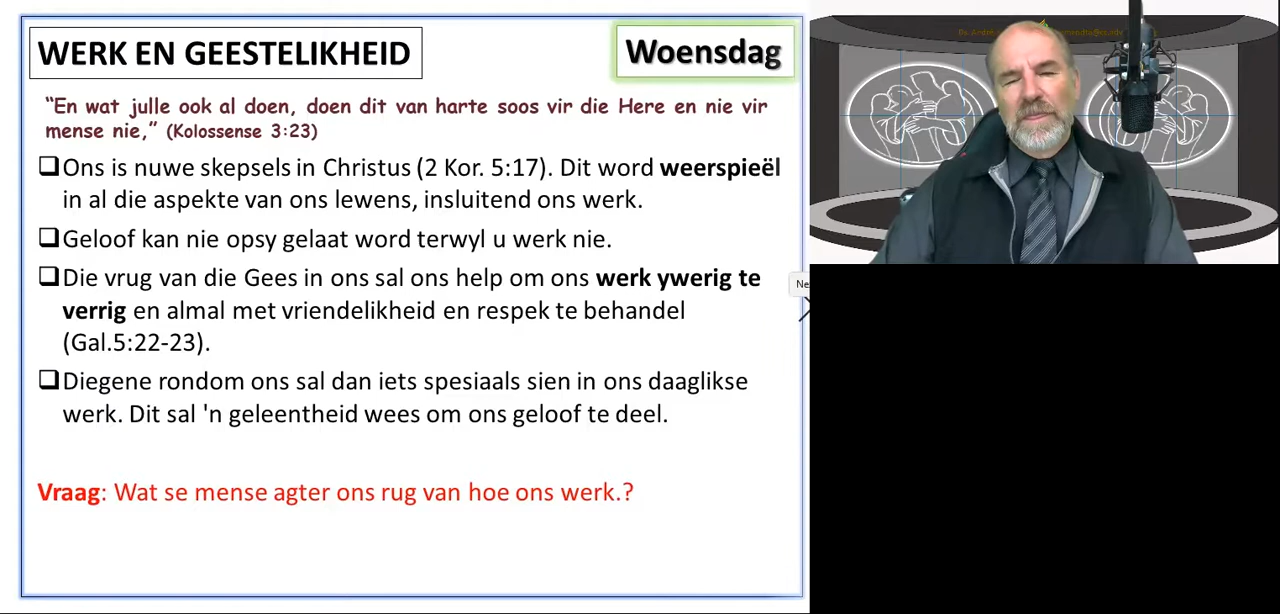 WERK EN GEESTELIKHEID
Woensdag
“En wat julle ook al doen, doen dit van harte soos vir die Here en nie vir
mense nie,” (Kolossense 3:23)
Ons is nuwe skepsels in Christus (2 Kor. 5:17). Dit word weerspieël
in al die aspekte van ons lewens, insluitend ons werk.
Geloof kan nie opsy gelaat word terwyl u werk nie.
Die vrug van die Gees in ons sal ons help om ons werk ywerig te
verrig en almal met vriendelikheid en respek te behandel
(Gal.5:22-23).
Diegene rondom ons sal dan iets spesiaals sien in ons daaglikse
werk. Dit sal 'n geleentheid wees om ons geloof te deel.
Vraag: Wat se mense agter ons rug van hoe ons werk.?
Ne